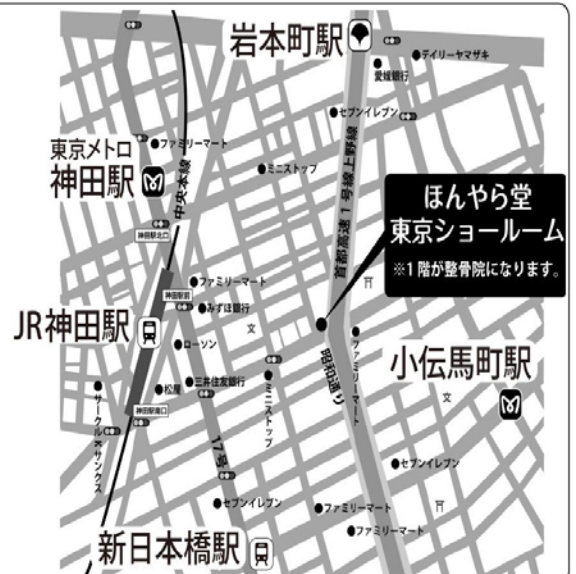 岩本町駅
デイリーヤマザキ
愛媛銀行
セブンイレブン
ファミリーマート
東京メトロ
神田駅
中央本線
ミニストップ
首都高速1号線上野線
ほんやら堂
東京ショールーム
※1階が整骨院になります。
神田駅北口
ファミリーマート
神田駅前
みずほ銀行
文
JR神田駅
ローソン
昭和通り
ファミリーマート
小伝馬町駅
三井住友銀行
松屋
ミニストップ
文
サークルKサンクス
神田駅南口
17号
セブンイレブン
セブンイレブン
ファミリーマート
ファミリーマート
新日本橋駅